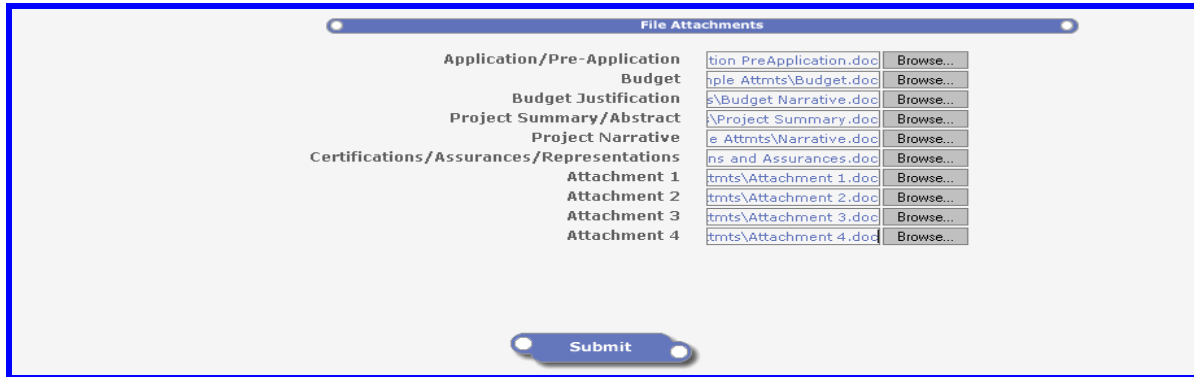 File Attachments
Application/Pre-Application tion PreApplication.doc Browse...
Budget nple Attmts\Budget.doc Browse...
Budget Justification s\Budget Narrative.doc Browse...
Project Summary/Abstract \Project Summary.doc Browse...
Project Narrative e Attmts\Narrative.doc Browse...
Certifications/Assurances/Representations ns and Assurances.doc Browse...
Attachment 1 ttmts\Attachment 1.doc Browse...
Attachment 2 ttmts\Attachment 2.doc Browse...
Attachment 3 ttmts\Attachment 3.doc Browse...
Attachment 4 ttmts\Attachment 4.doc Browse...
Submit